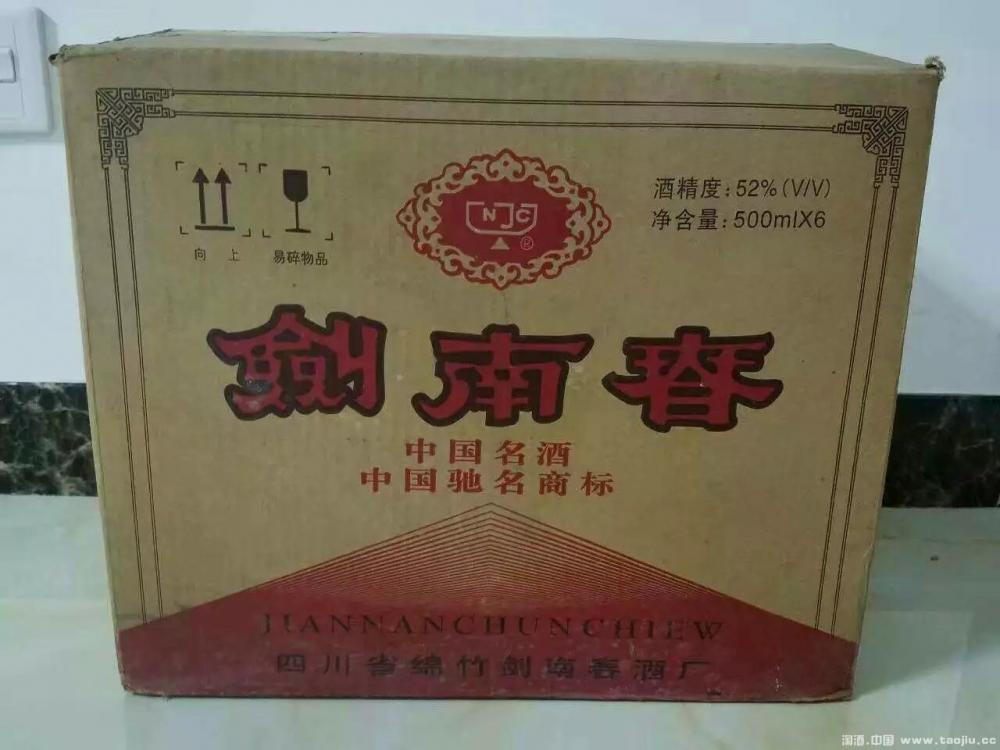 酒精度：52%（V/V）
净含量：500mlX6
向 上
易碎物品
NJC
®
劍南春
中国名酒
中国驰名商标
JIANNANCHUNCHIEW
四川省绵竹剑南春酒厂
淘酒.中国 www.taojiu.cc